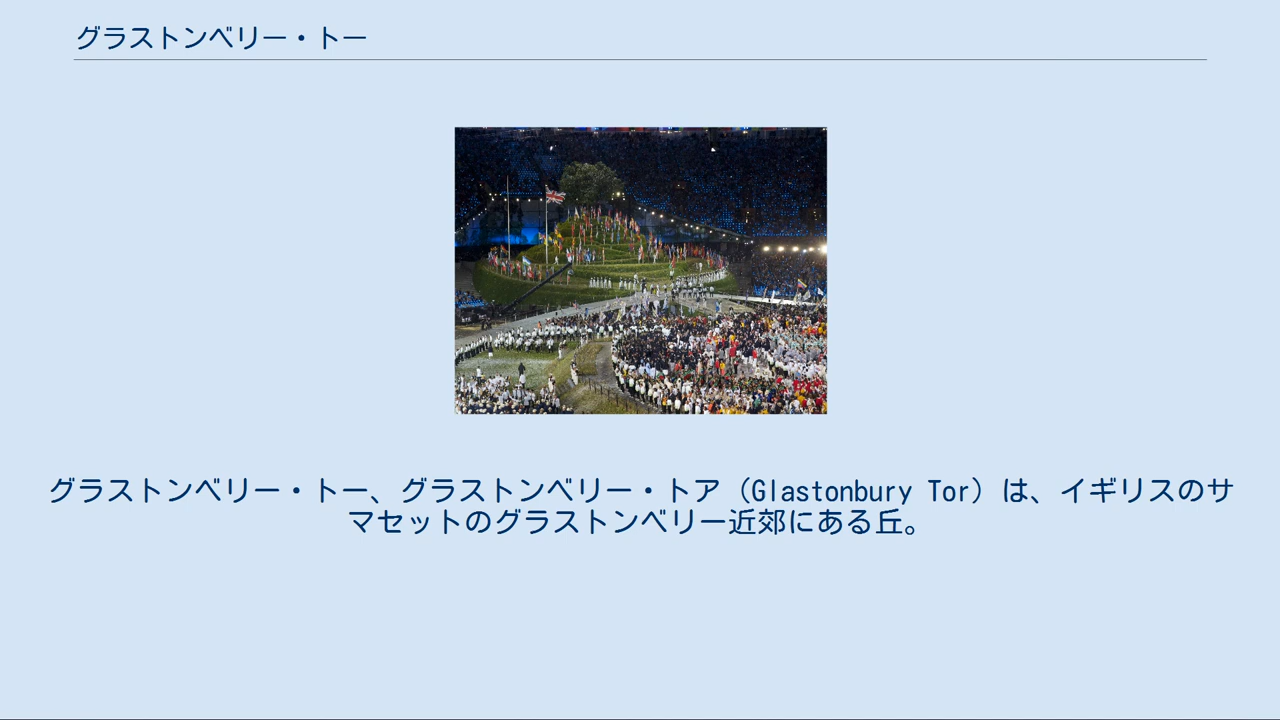 グラストンベリー・トー
グラストンベリー・トー、グラストンベリー・トア（Glastonbury Tor）は、イギリスのサ
マセットのグラストンベリー近郊にある丘。